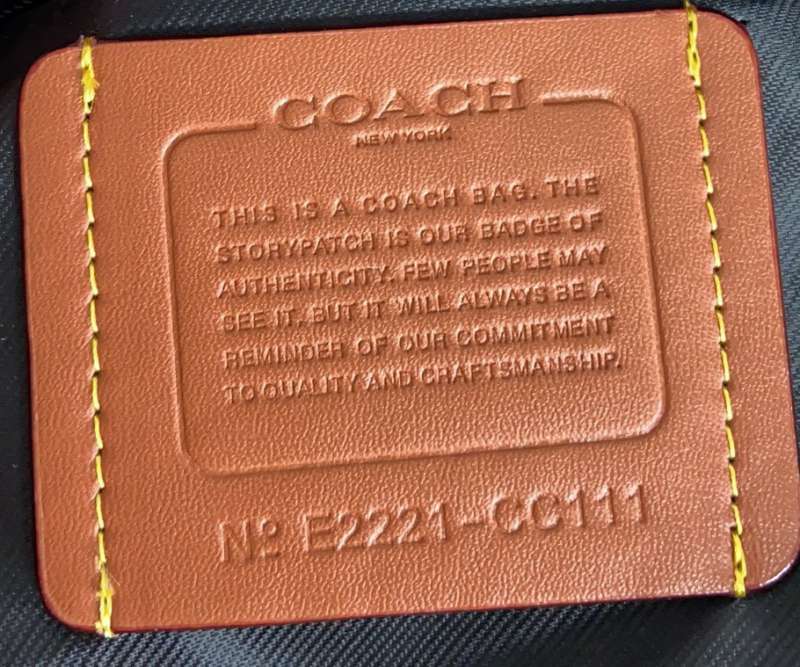 COACH
NEW YORK
THIS IS A COACH BAG. THE
STORYPATCH IS OUR BADGE OF
AUTHENTICITY. FEW PEOPLE MAY
SEE IT. BUT IT WILL ALWAYS BE A
REMINDER OF OUR COMMITMENT
TO QUALITY AND CRAFTSMANSHIP.
Nº E2221-CC111